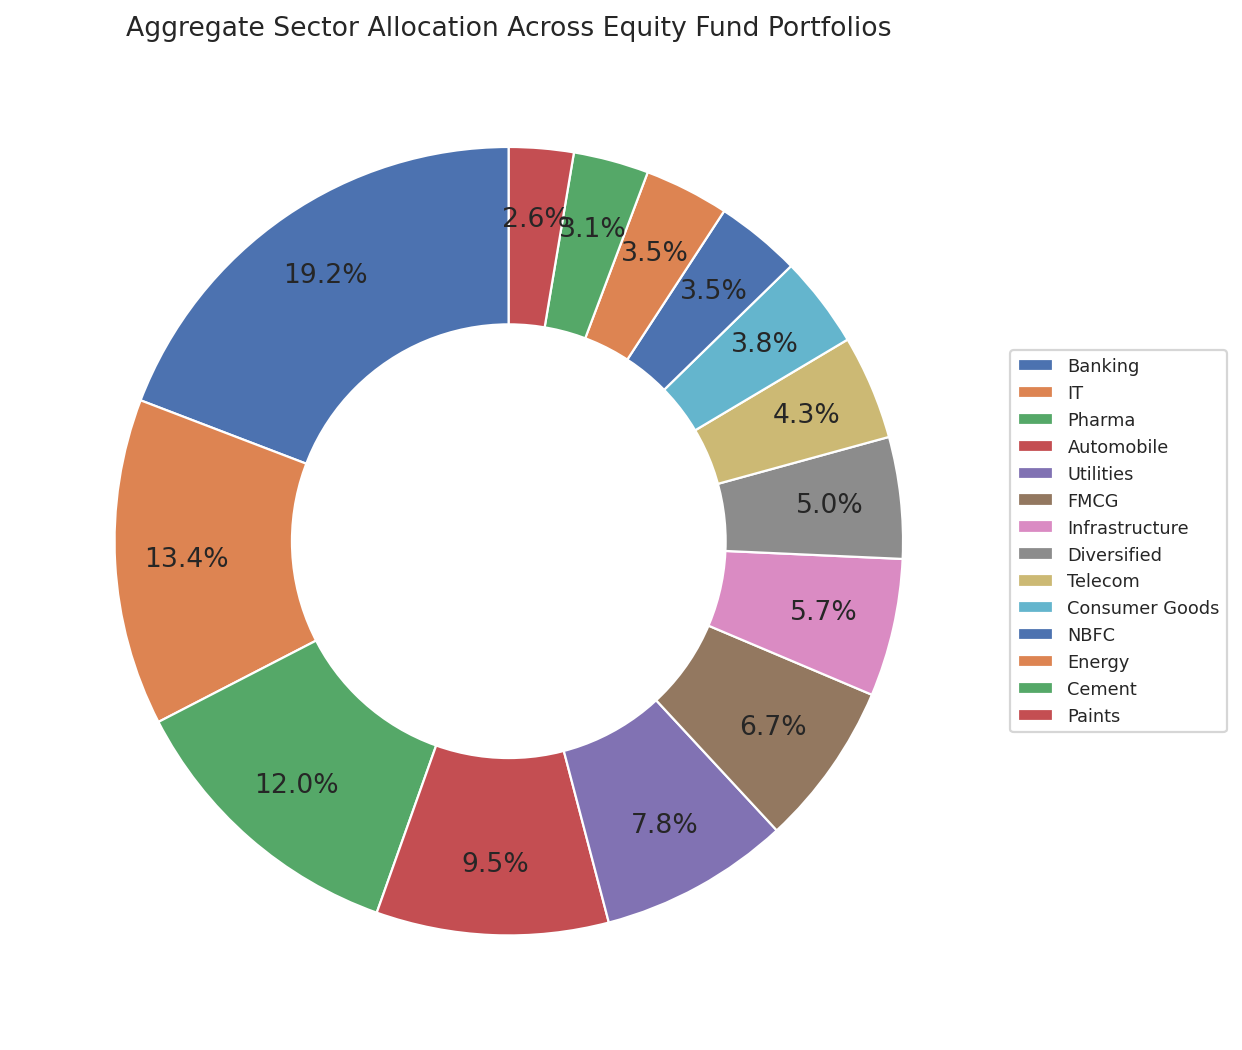 Aggregate Sector Allocation Across Equity Fund Portfolios
2.6%
3.1%
3.5%
3.5%
19.2%
3.8%
4.3%
5.0%
13.4%
5.7%
6.7%
12.0%
7.8%
9.5%
Banking
IT
Pharma
Automobile
Utilities
FMCG
Infrastructure
Diversified
Telecom
Consumer Goods
NBFC
Energy
Cement
Paints